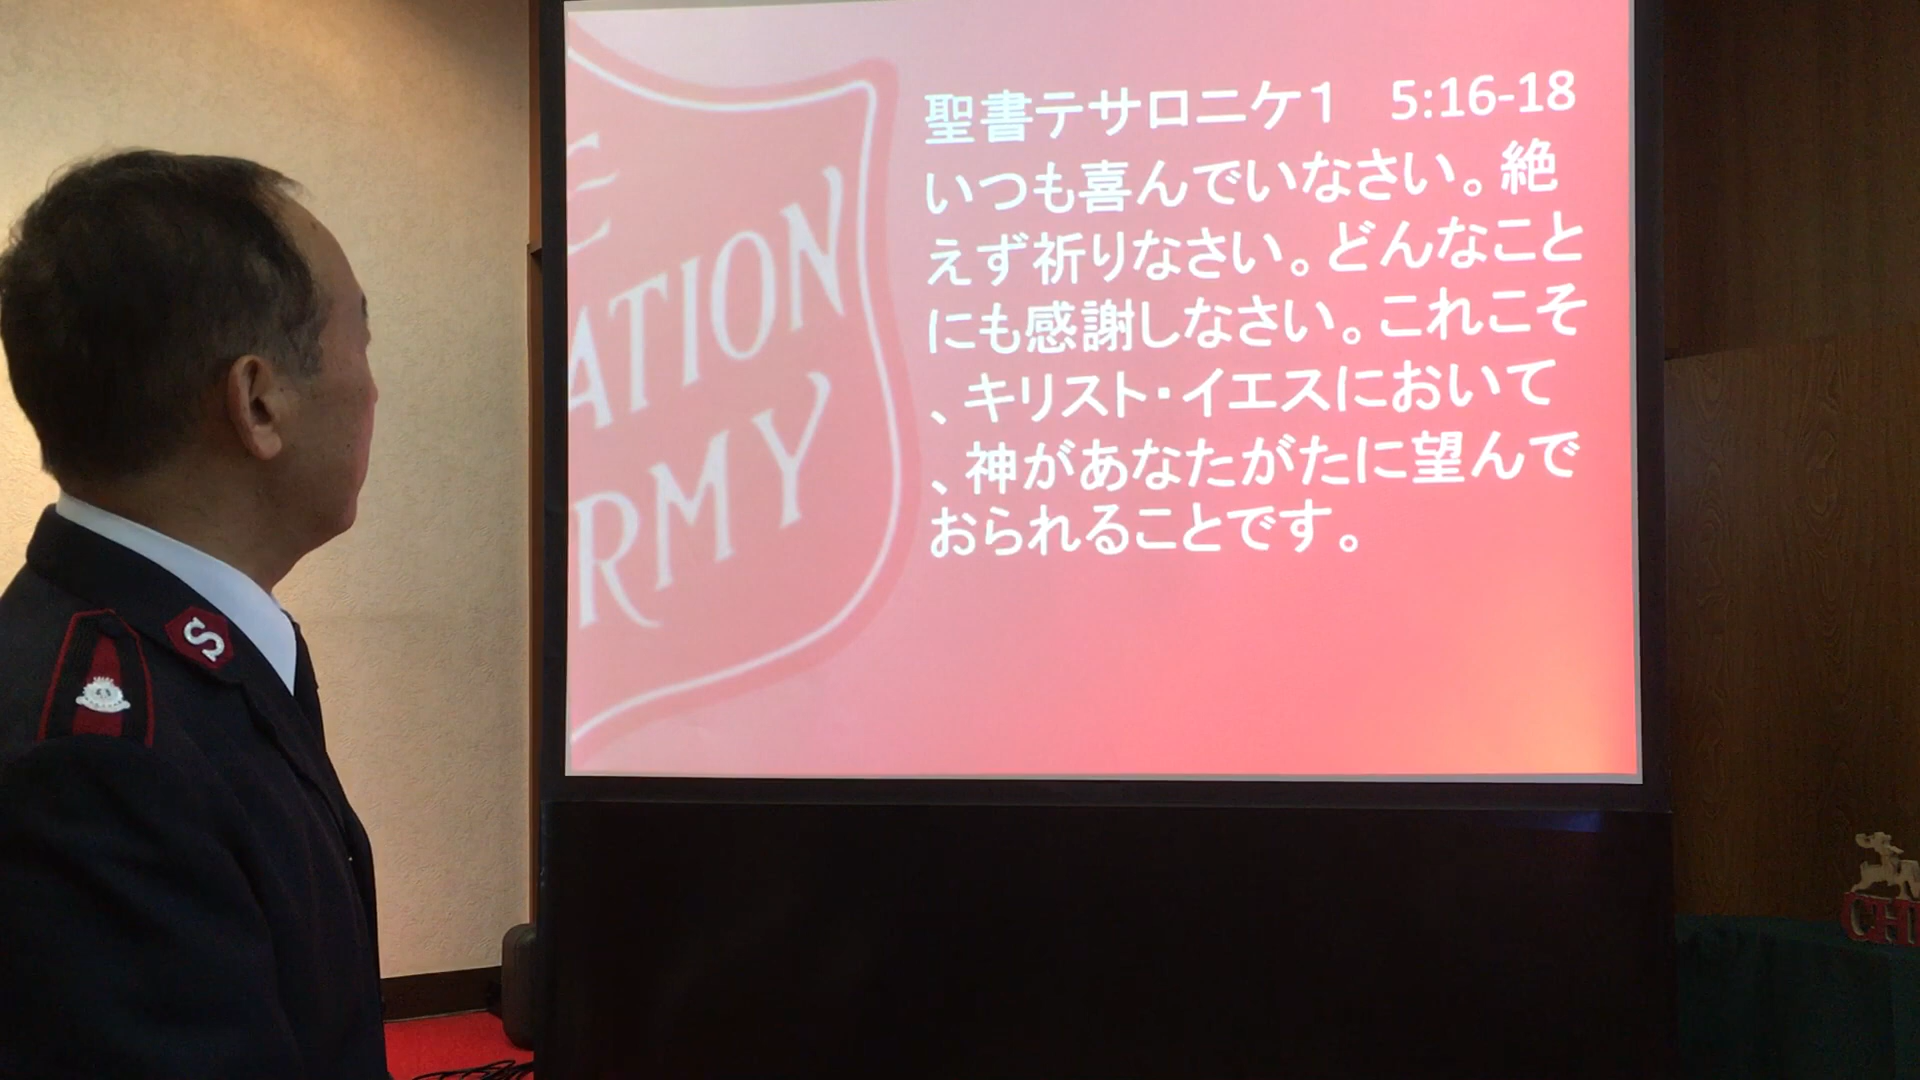 E
ATION
RMY
聖書テサロニケ１　5:16-18
いつも喜んでいなさい。絶
えず祈りなさい。どんなこと
にも感謝しなさい。これこそ
、キリスト・イエスにおいて
、神があなたがたに望んで
おられることです。
S
CH